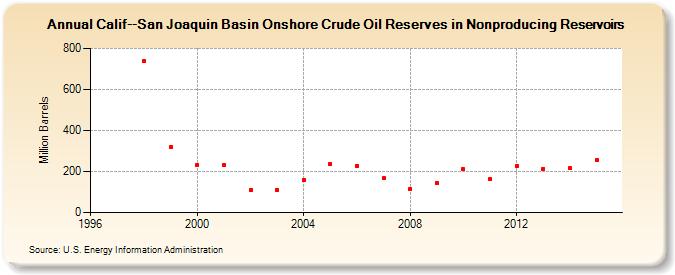 Annual Calif--San Joaquin Basin Onshore Crude Oil Reserves in Nonproducing Reservoirs
Million Barrels
800
600
400
200
0
1996 2000 2004 2008 2012
Source: U.S. Energy Information Administration